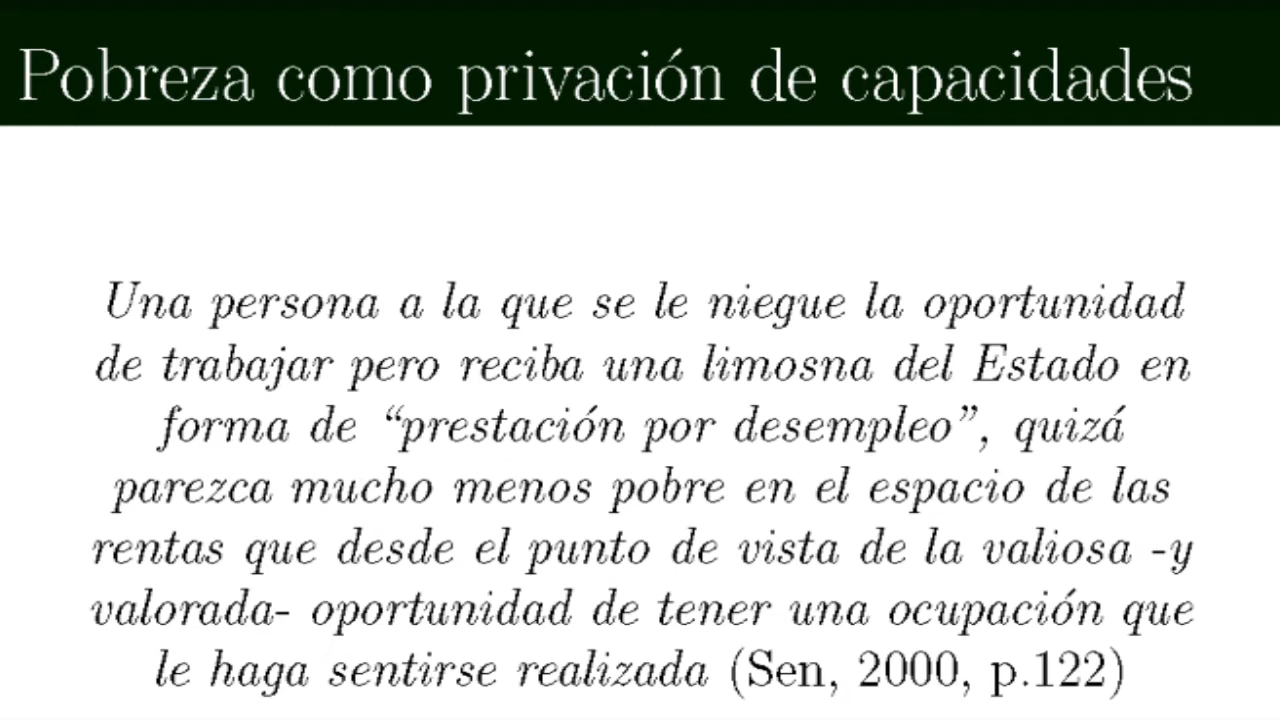 Pobreza como privación de capacidades
Una persona a la que se le niegue la oportunidad
de trabajar pero reciba una limosna del Estado en
forma de “prestación por desempleo”, quizá
parezca mucho menos pobre en el espacio de las
rentas que desde el punto de vista de la valiosa -y
valorada- oportunidad de tener una ocupación que
le haga sentirse realizada (Sen, 2000, p.122)